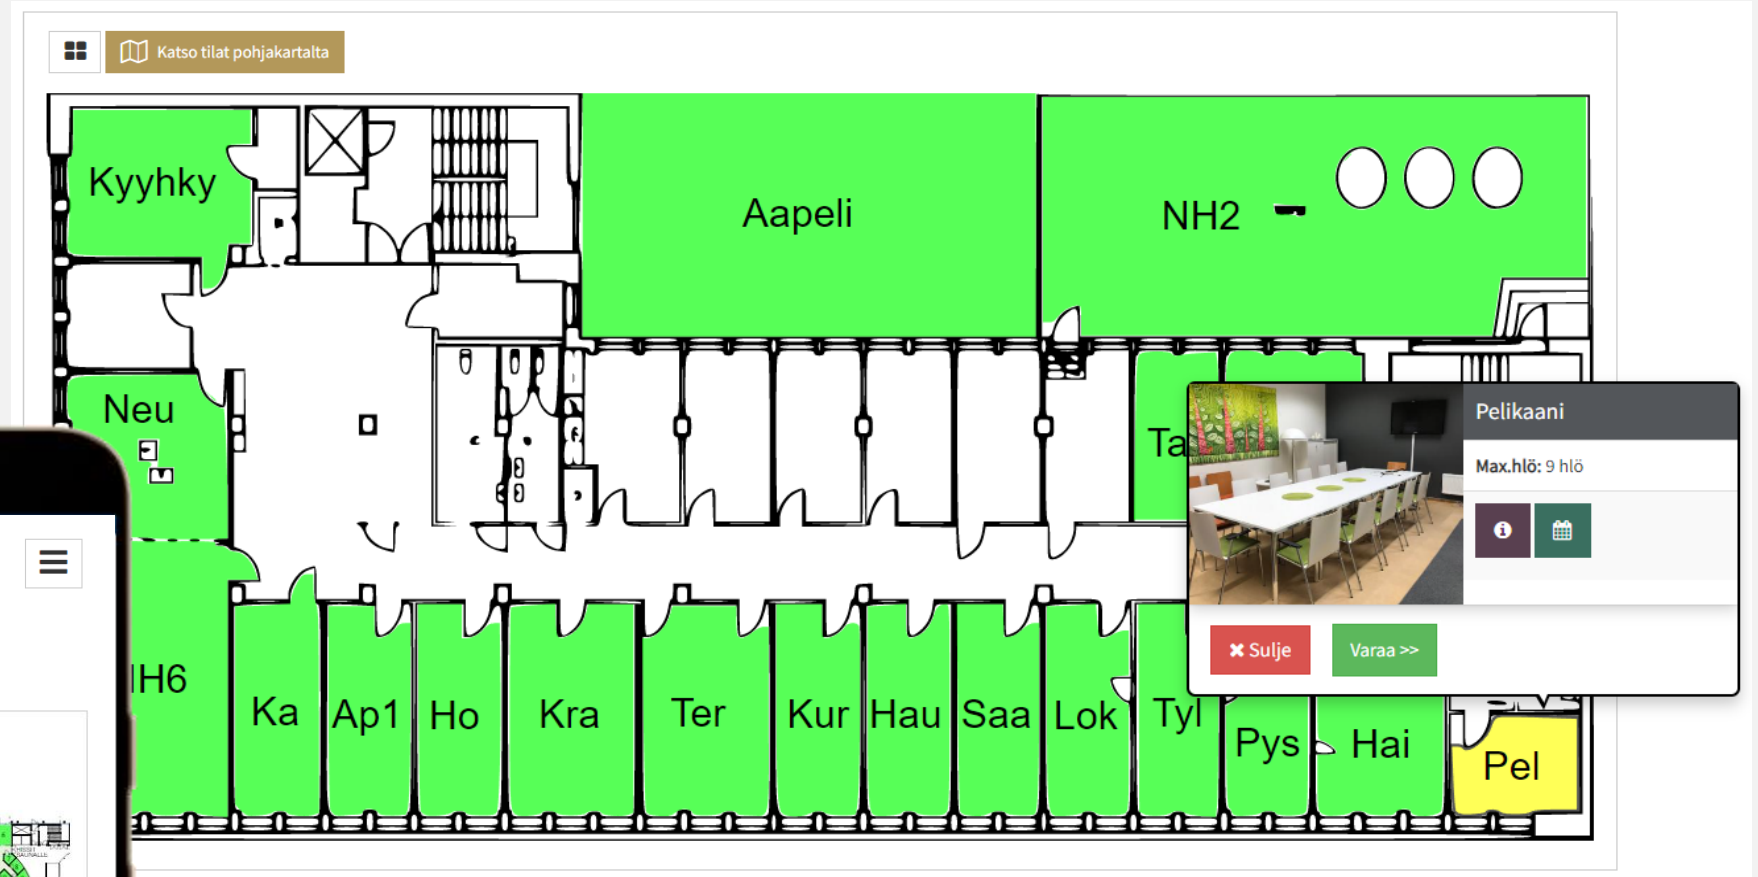 Katso tilat pohjakartalta
Kyyhky
Aapeli
NH2
Neu
Ta
Pelikaani
Max.hlö: 9 hlö
Sulje
Varaa >>
H6
Ka
Ap1
Ho
Kra
Ter
Kur
Hau
Saa
Lok
Tyl
Pys
Hai
Pel